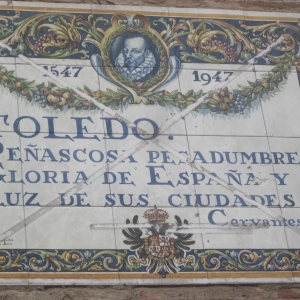 1547 1947
TOLEDO.
PEÑASCOSA PESADUMBRE
GLORIA DE ESPAÑA Y
LUZ DE SUS CIUDADES
Cervantes